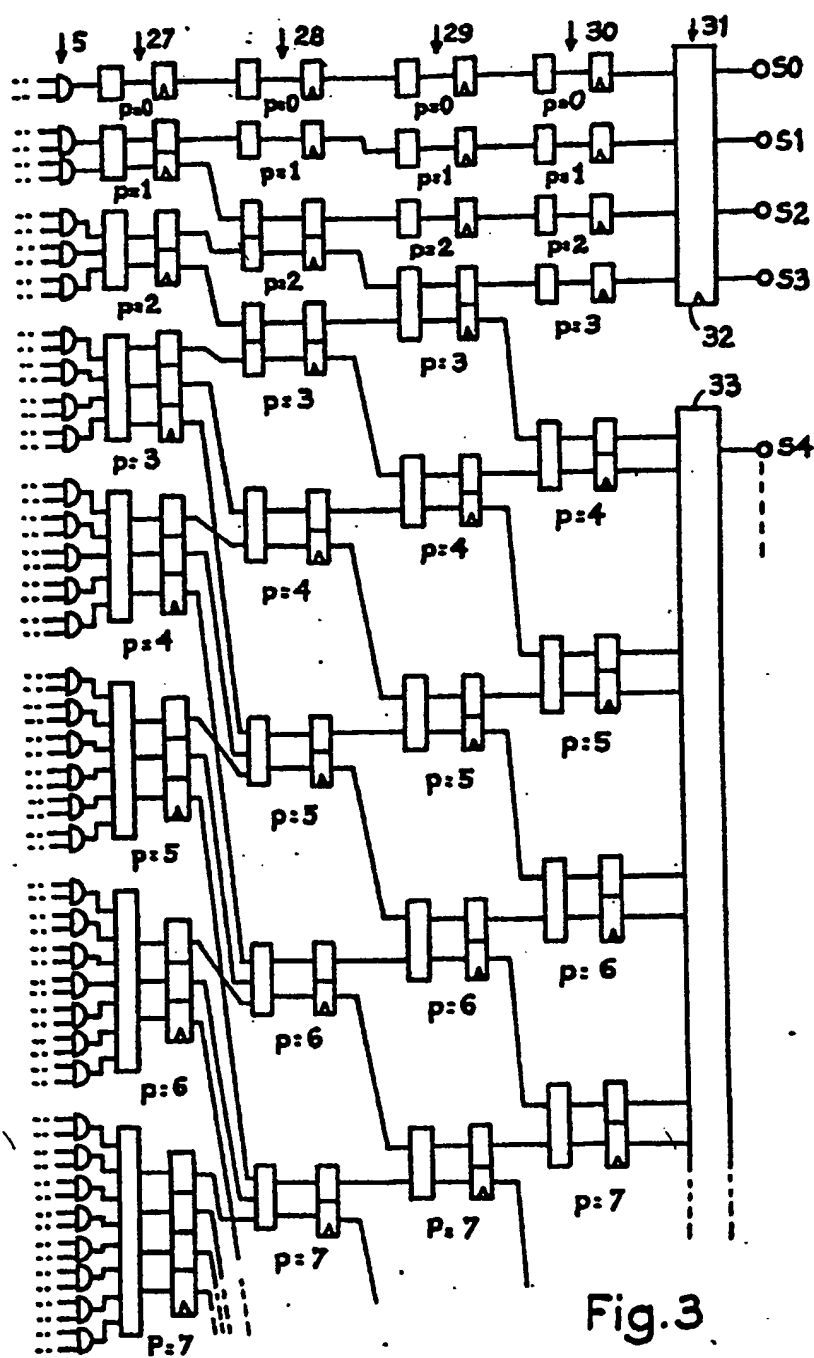 5 27 28 29 30 31
S0
p=0 p=0 p=0 p=0
S1
p=1 p=1 p=1 p=1
S2
p=2 p=2 p=2 p=2
S3
p=3 p=3 p=3 p=3
32
33
S4
p=4 p=4 p=4 p=4
p=5 p=5 p=5 p=5
p=6 p=6 p=6 p=6
P=7 p=7 P=7 p=7
Fig.3